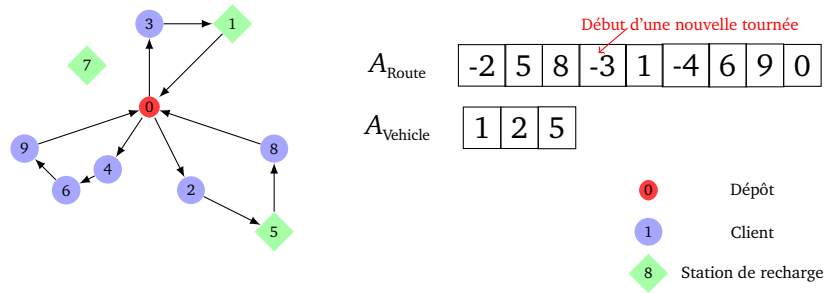 3
1
Début d'une nouvelle tournée
7
A_Route
-2 5 8 -3 1 -4 6 9 0
0
A_Vehicle
1 2 5
9
4
8
6
2
0 Dépôt
5
1 Client
8 Station de recharge